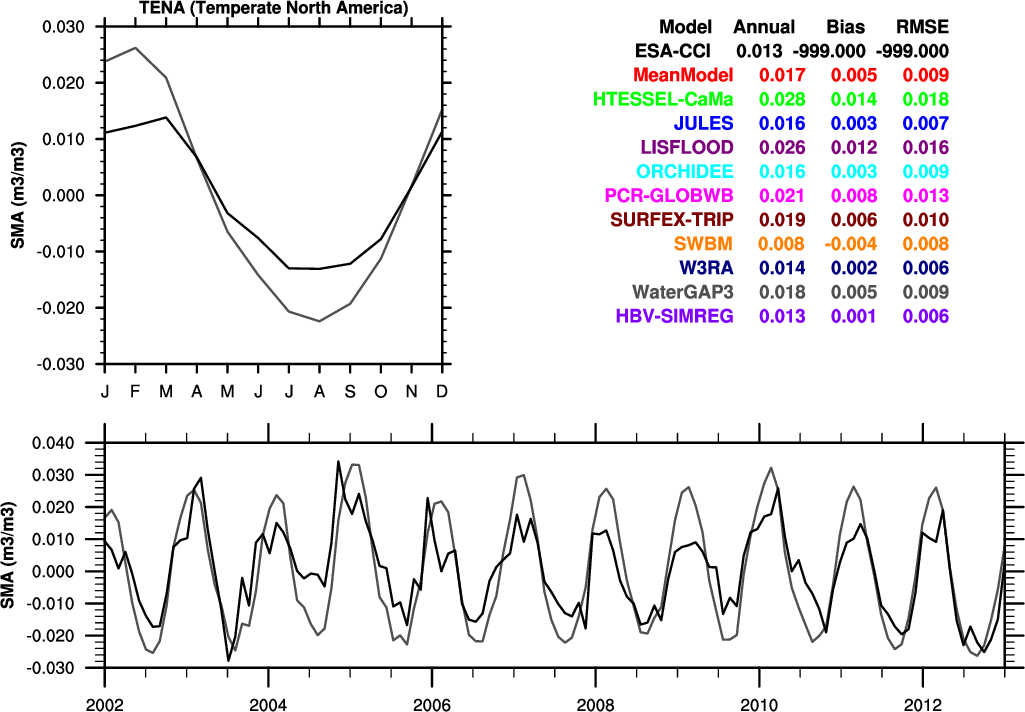 TENA (Temperate North America)
0.030
0.020
0.010
0.000
-0.010
-0.020
-0.030
SMA (m3/m3)
J F M A M J J A S O N D
Model Annual Bias RMSE
ESA-CCI 0.013 -999.000 -999.000
MeanModel 0.017 0.005 0.009
HTESSEL-CaMa 0.028 0.014 0.018
JULES 0.016 0.003 0.007
LISFLOOD 0.026 0.012 0.016
ORCHIDEE 0.016 0.003 0.009
PCR-GLOBWB 0.021 0.008 0.013
SURFEX-TRIP 0.019 0.006 0.010
SWBM 0.008 -0.004 0.008
W3RA 0.014 0.002 0.006
WaterGAP3 0.018 0.005 0.009
HBV-SIMREG 0.013 0.001 0.006
0.040
0.030
0.020
0.010
0.000
-0.010
-0.020
-0.030
SMA (m3/m3)
2002 2004 2006 2008 2010 2012